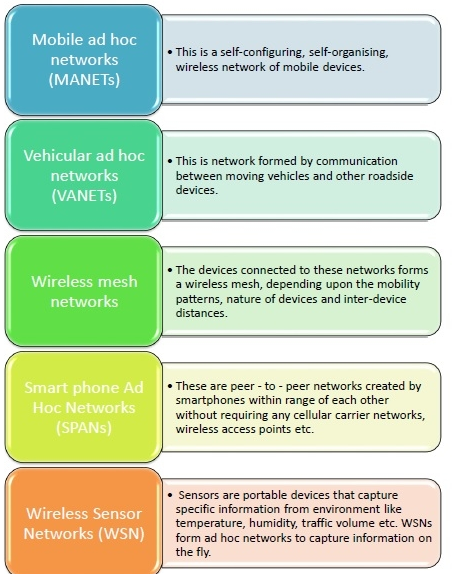 Mobile ad hoc
networks
(MANETs)
• This is a self-configuring, self-organising,
wireless network of mobile devices.
Vehicular ad hoc
networks
(VANETs)
• This is network formed by communication
between moving vehicles and other roadside
devices.
Wireless mesh
networks
• The devices connected to these networks forms
a wireless mesh, depending upon the mobility
patterns, nature of devices and inter-device
distances.
Smart phone Ad
Hoc Networks
(SPANs)
• These are peer - to - peer networks created by
smartphones within range of each other
without requiring any cellular carrier networks,
wireless access points etc.
Wireless Sensor
Networks (WSN)
• Sensors are portable devices that capture
specific information from environment like
temperature, humidity, traffic volume etc. WSNs
form ad hoc networks to capture information on
the fly.